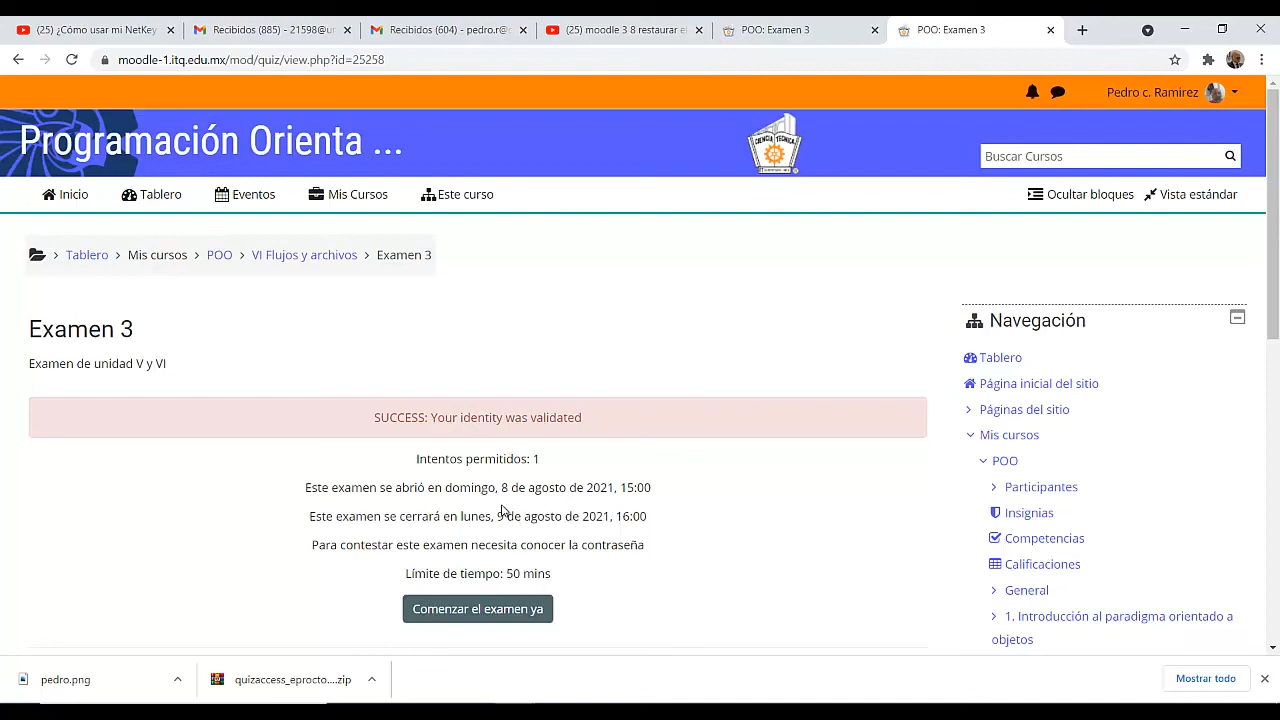 (25) ¿Cómo usar mi NetKey
Recibidos (885) - 21598@u
Recibidos (604) - pedro.r@
(25) moodle 3 8 restaurar el
POO: Examen 3
POO: Examen 3
moodle-1.itq.edu.mx/mod/quiz/view.php?id=25258
Pedro c. Ramirez
Programación Orienta ...
CIENCIA TECNICA
Buscar Cursos
Inicio
Tablero
Eventos
Mis Cursos
Este curso
Ocultar bloques
Vista estándar
Tablero > Mis cursos > POO > VI Flujos y archivos > Examen 3
Examen 3
Examen de unidad V y VI
SUCCESS: Your identity was validated
Intentos permitidos: 1
Este examen se abrió en domingo, 8 de agosto de 2021, 15:00
Este examen se cerrará en lunes, 9 de agosto de 2021, 16:00
Para contestar este examen necesita conocer la contraseña
Límite de tiempo: 50 mins
Comenzar el examen ya
Navegación
Tablero
Página inicial del sitio
Páginas del sitio
Mis cursos
POO
Participantes
Insignias
Competencias
Calificaciones
General
1. Introducción al paradigma orientado a
objetos
pedro.png
quizaccess_eprocto....zip
Mostrar todo